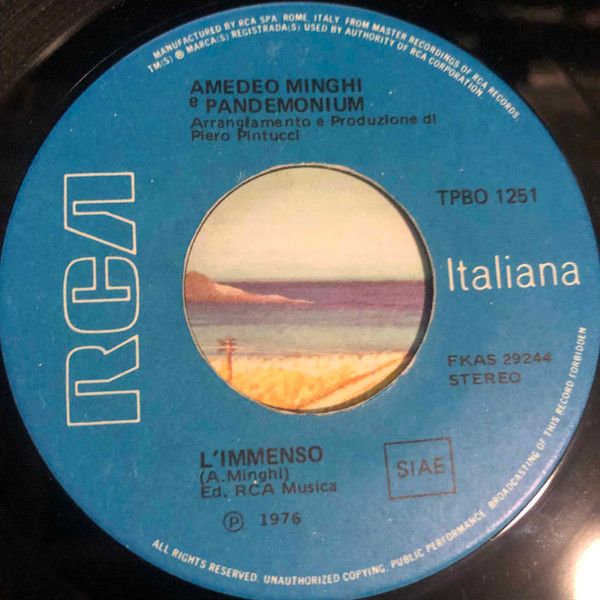 MANUFACTURED BY RCA SPA ROME, ITALY FROM MASTER RECORDINGS OF RCA RECORDS.
TM(S) ® MARCA(S) REGISTRADA(S) USED BY AUTHORITY OF RCA CORPORATION
AMEDEO MINGHI
e PANDEMONIUM
Arrangiamento e Produzione di
Piero Pintucci
RCA
TPBO 1251
Italiana
FKAS 29244
STEREO
L'IMMENSO
(A.Minghi)
Ed. RCA Musica
SIAE
Ⓟ 1976
ALL RIGHTS RESERVED. UNAUTHORIZED COPYING, PUBLIC PERFORMANCE, BROADCASTING OF THIS RECORD FORBIDDEN